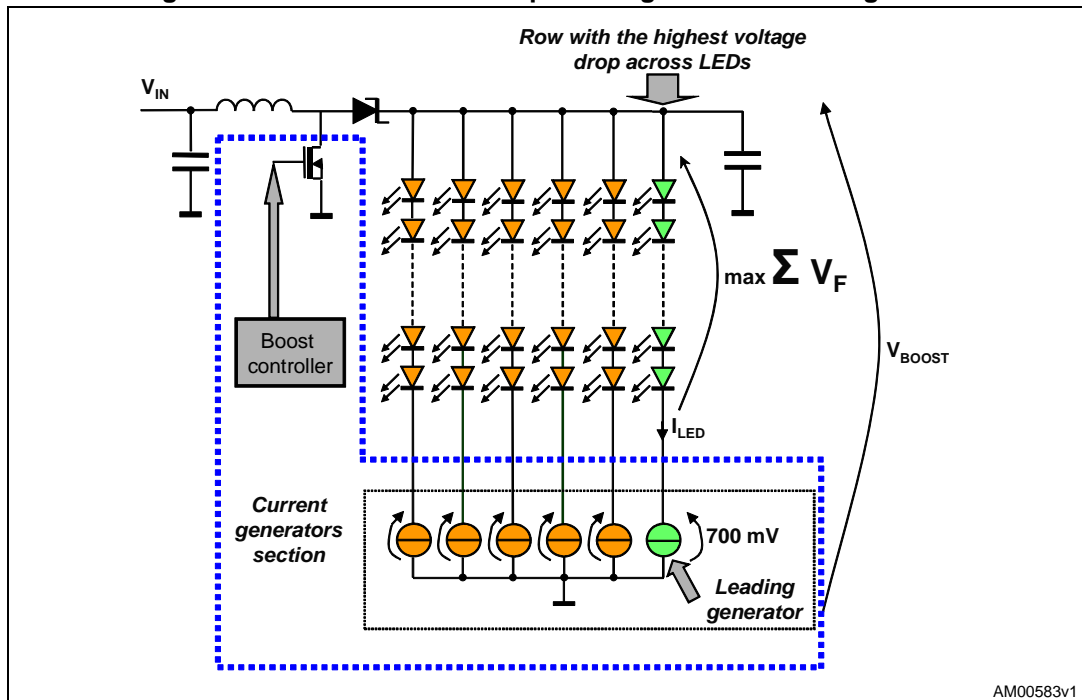 Row with the highest voltage
drop across LEDs
VIN
max Σ VF
Boost
controller
VBOOST
ILED
Current
generators
section
700 mV
Leading
generator
AM00583v1